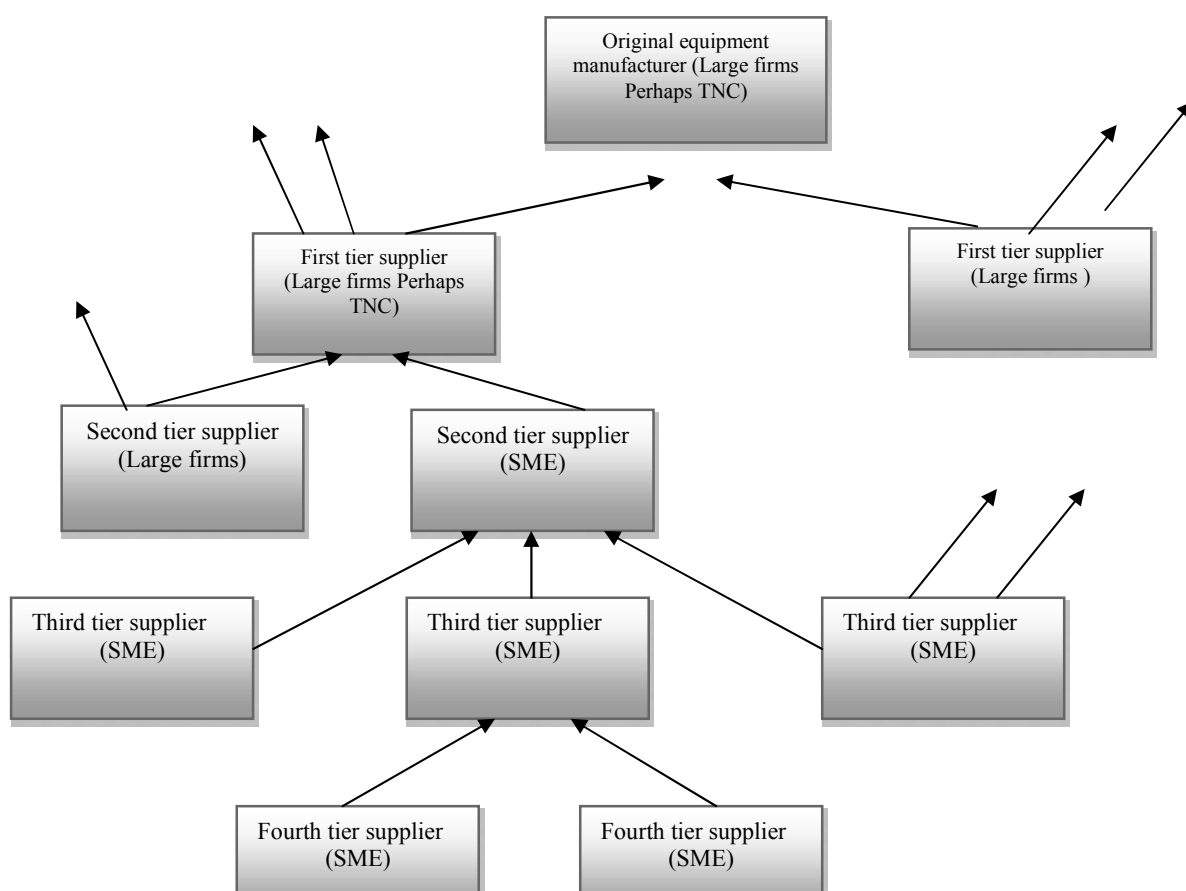 Original equipment
manufacturer (Large firms
Perhaps TNC)
First tier supplier
(Large firms Perhaps
TNC)
First tier supplier
(Large firms )
Second tier supplier
(Large firms)
Second tier supplier
(SME)
Third tier supplier
(SME)
Third tier supplier
(SME)
Third tier supplier
(SME)
Fourth tier supplier
(SME)
Fourth tier supplier
(SME)